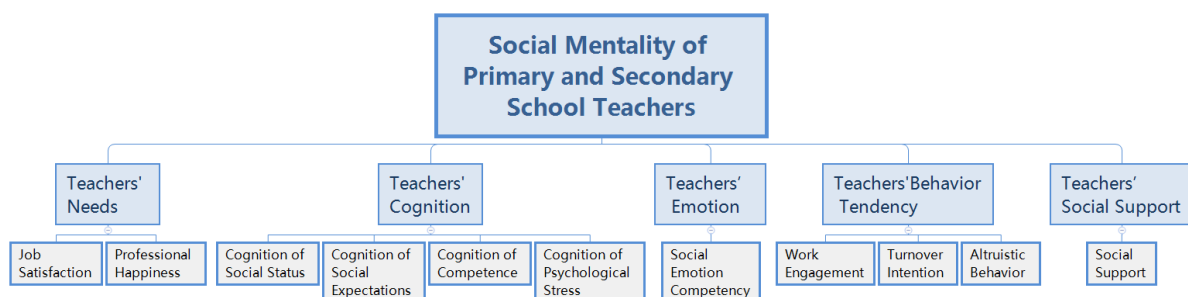 Social Mentality of
Primary and Secondary
School Teachers
Teachers'
Needs
Teachers'
Cognition
Teachers’
Emotion
Teachers'Behavior
Tendency
Teachers’
Social Support
Job
Satisfaction
Professional
Happiness
Cognition of
Social Status
Cognition of
Social
Expectations
Cognition of
Competence
Cognition of
Psychological
Stress
Social
Emotion
Competency
Work
Engagement
Turnover
Intention
Altruistic
Behavior
Social
Support